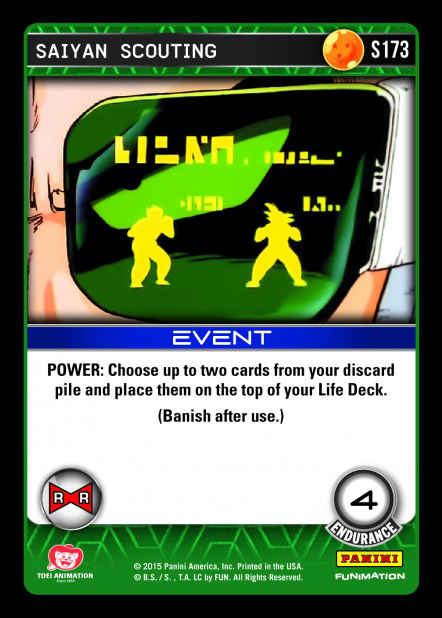 SAIYAN SCOUTING
S173
EVENT
POWER: Choose up to two cards from your discard
pile and place them on the top of your Life Deck.
(Banish after use.)
R R
4
ENDURANCE
TOEI ANIMATION
Since 1956
© 2015 Panini America, Inc. Printed in the USA.
© B.S./ S. , T.A. LC by FUN. All Rights Reserved.
PANINI
FUNIMATION